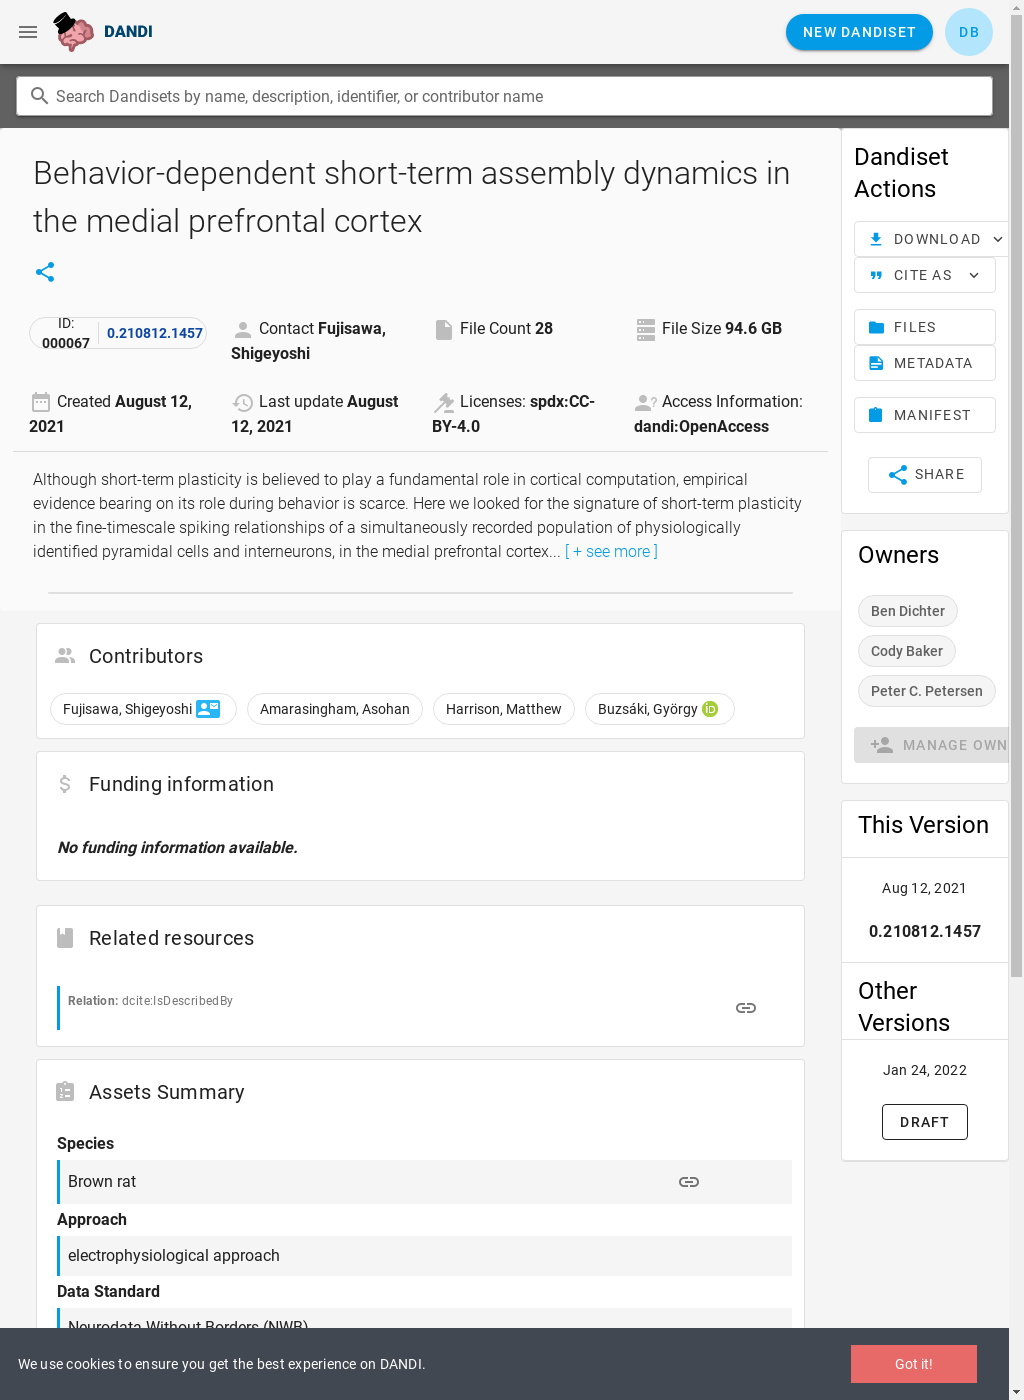 DANDI
NEW DANDISET
DB
Search Dandisets by name, description, identifier, or contributor name
Behavior-dependent short-term assembly dynamics in
the medial prefrontal cortex
ID:
000067
0.210812.1457
Contact Fujisawa,
Shigeyoshi
File Count 28
File Size 94.6 GB
Created August 12,
2021
Last update August
12, 2021
Licenses: spdx:CC-
BY-4.0
Access Information:
dandi:OpenAccess
Although short-term plasticity is believed to play a fundamental role in cortical computation, empirical
evidence bearing on its role during behavior is scarce. Here we looked for the signature of short-term plasticity
in the fine-timescale spiking relationships of a simultaneously recorded population of physiologically
identified pyramidal cells and interneurons, in the medial prefrontal cortex... [ + see more ]
Contributors
Fujisawa, Shigeyoshi
Amarasingham, Asohan
Harrison, Matthew
Buzsáki, György
iD
Funding information
No funding information available.
Related resources
Relation: dcite:IsDescribedBy
Assets Summary
Species
Brown rat
Approach
electrophysiological approach
Data Standard
Neurodata Without Borders (NWB)
Dandiset
Actions
DOWNLOAD
CITE AS
FILES
METADATA
MANIFEST
SHARE
Owners
Ben Dichter
Cody Baker
Peter C. Petersen
MANAGE OWN
This Version
Aug 12, 2021
0.210812.1457
Other
Versions
Jan 24, 2022
DRAFT
We use cookies to ensure you get the best experience on DANDI.
Got it!